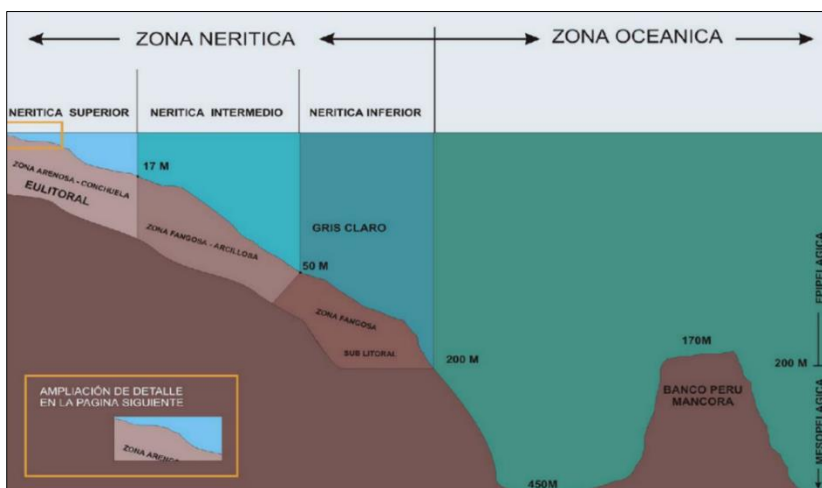 ZONA NERITICA
ZONA OCEANICA
NERITICA SUPERIOR
NERITICA INTERMEDIO
NERITICA INFERIOR
17 M
ZONA ARENOSA - CONCHUELA
EULITORAL
ZONA FANGOSA - ARCILLOSA
GRIS CLARO
50 M
ZONA FANGOSA
SUB LITORAL
200 M
170M
200 M
EPIPELAGICA
BANCO PERU
MANCORA
MESOPELAGICA
450M
AMPLIACIÓN DE DETALLE
EN LA PAGINA SIGUIENTE
ZONA AREN